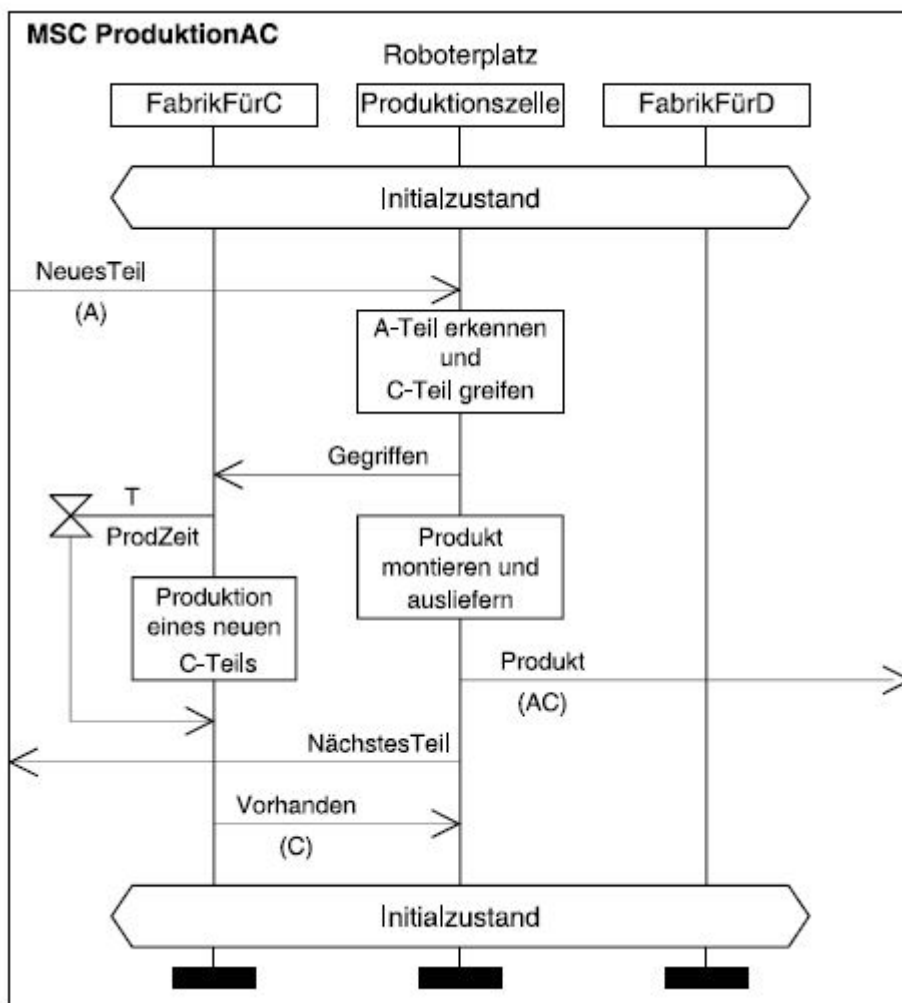 MSC ProduktionAC
Roboterplatz
FabrikFürC
Produktionszelle
FabrikFürD
Initialzustand
NeuesTeil
(A)
A-Teil erkennen
und
C-Teil greifen
Gegriffen
T
ProdZeit
Produkt
montieren und
ausliefern
Produktion
eines neuen
C-Teils
Produkt
(AC)
NächstesTeil
Vorhanden
(C)
Initialzustand